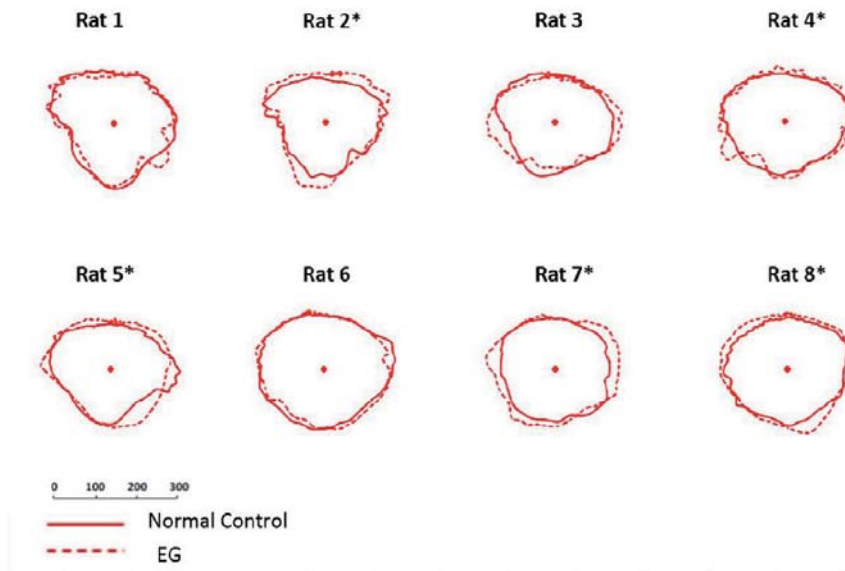 Rat 1 Rat 2* Rat 3 Rat 4*
Rat 5* Rat 6 Rat 7* Rat 8*
0 100 200 300
Normal Control
EG